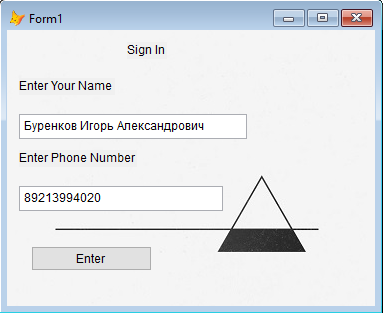 Form1
Sign In
Enter Your Name
Буренков Игорь Александрович
Enter Phone Number
89213994020
Enter